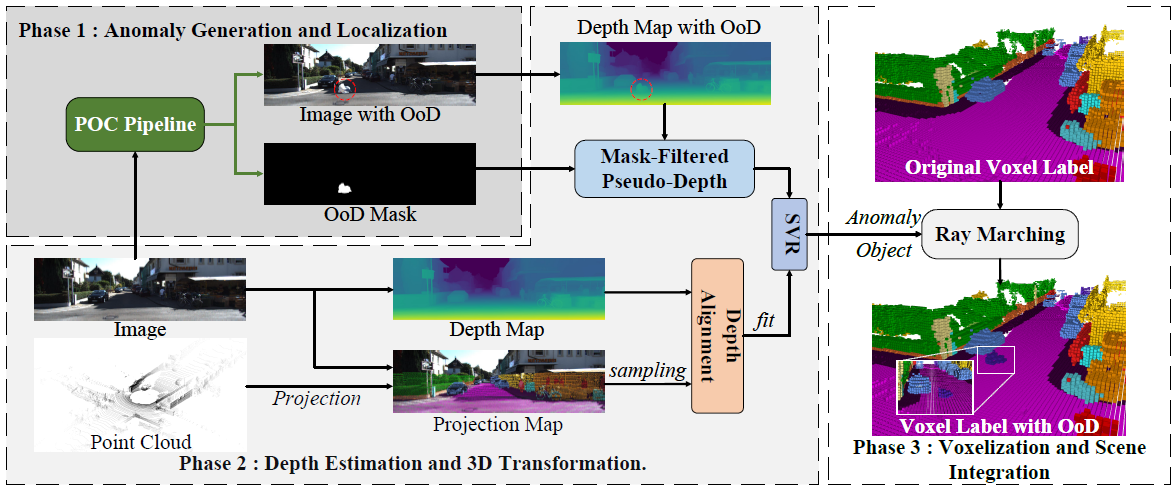 Phase 1 : Anomaly Generation and Localization
POC Pipeline
Image with OoD
OoD Mask
Depth Map with OoD
Mask-Filtered
Pseudo-Depth
SVR
Image
Point Cloud
Projection
Depth Map
Projection Map
sampling
Depth
Alignment
fit
Phase 2 : Depth Estimation and 3D Transformation.
Original Voxel Label
Anomaly
Object
Ray Marching
Voxel Label with OoD
Phase 3 : Voxelization and Scene
Integration